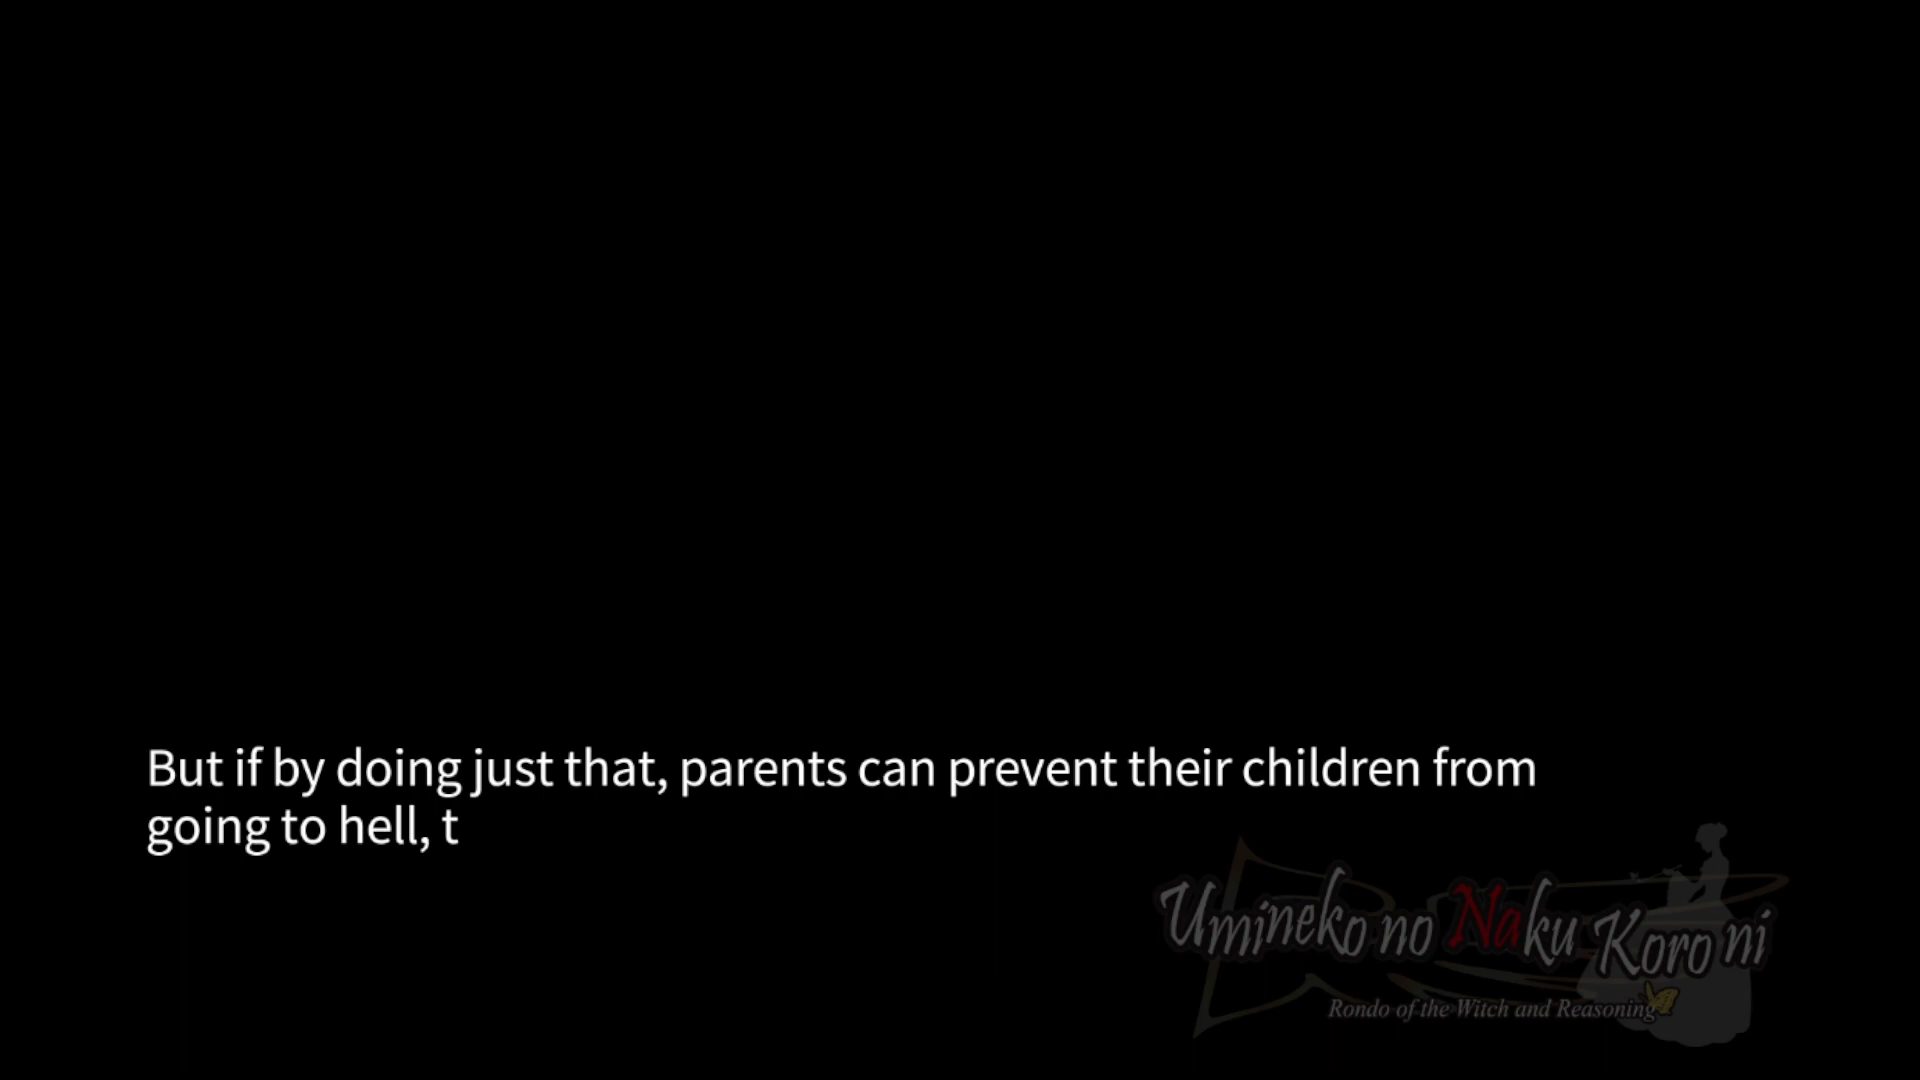 But if by doing just that, parents can prevent their children from
going to hell, t
Umineko no Naku Koro ni
Rondo of the Witch and Reasoning